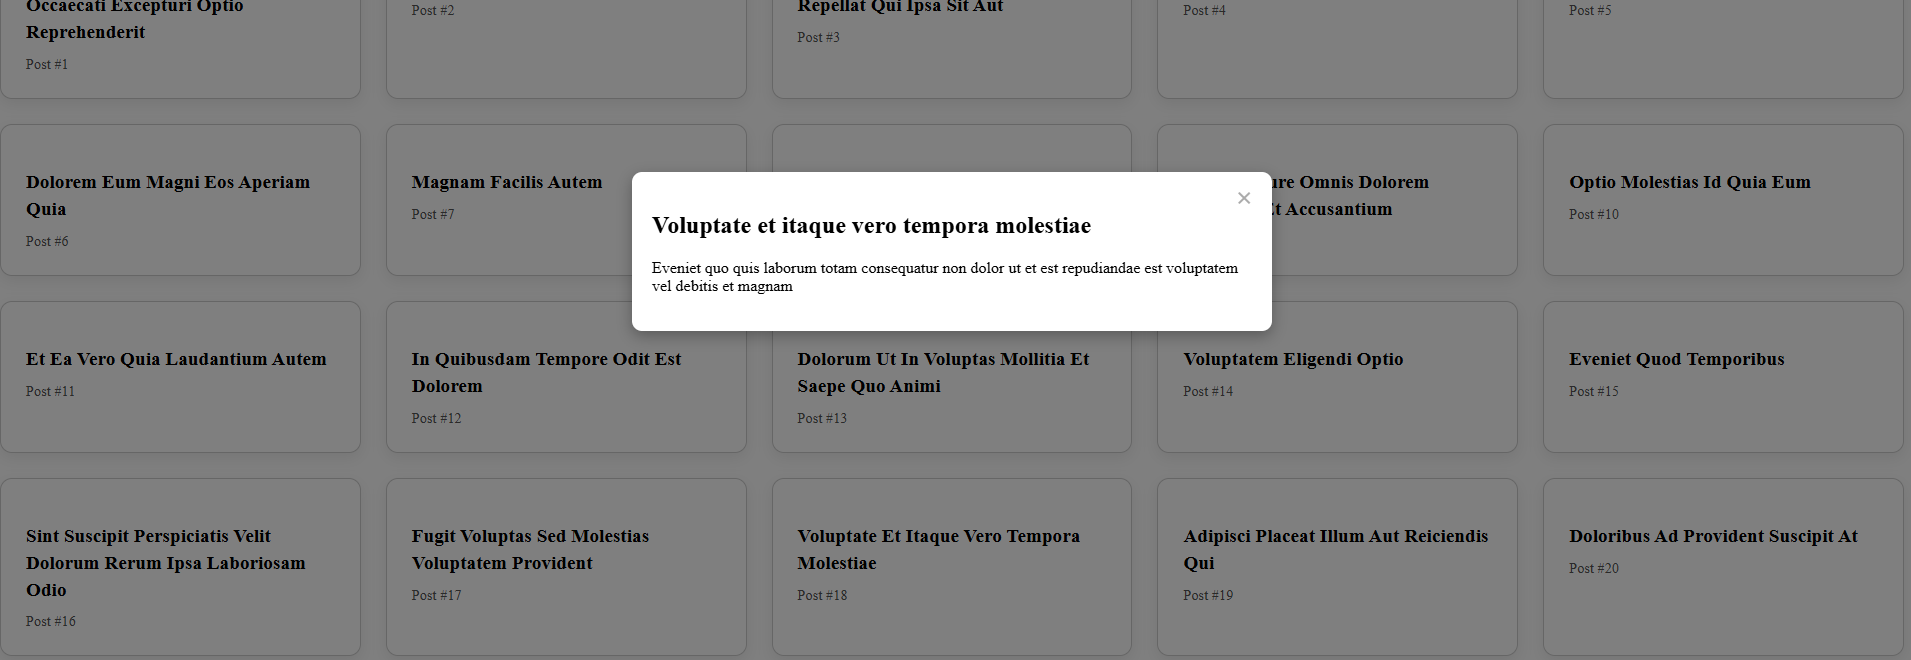 Occaecati Excepturi Optio
Reprehenderit
Post #1
Post #2
Repellat Qui Ipsa Sit Aut
Post #3
Post #4
Post #5
Dolorem Eum Magni Eos Aperiam
Quia
Post #6
Magnam Facilis Autem
Post #7
ure Omnis Dolorem
Et Accusantium
Optio Molestias Id Quia Eum
Post #10
×
Voluptate et itaque vero tempora molestiae
Eveniet quo quis laborum totam consequatur non dolor ut et est repudiandae est voluptatem
vel debitis et magnam
Et Ea Vero Quia Laudantium Autem
Post #11
In Quibusdam Tempore Odit Est
Dolorem
Post #12
Dolorum Ut In Voluptas Mollitia Et
Saepe Quo Animi
Post #13
Voluptatem Eligendi Optio
Post #14
Eveniet Quod Temporibus
Post #15
Sint Suscipit Perspiciatis Velit
Dolorum Rerum Ipsa Laboriosam
Odio
Post #16
Fugit Voluptas Sed Molestias
Voluptatem Provident
Post #17
Voluptate Et Itaque Vero Tempora
Molestiae
Post #18
Adipisci Placeat Illum Aut Reiciendis
Qui
Post #19
Doloribus Ad Provident Suscipit At
Post #20